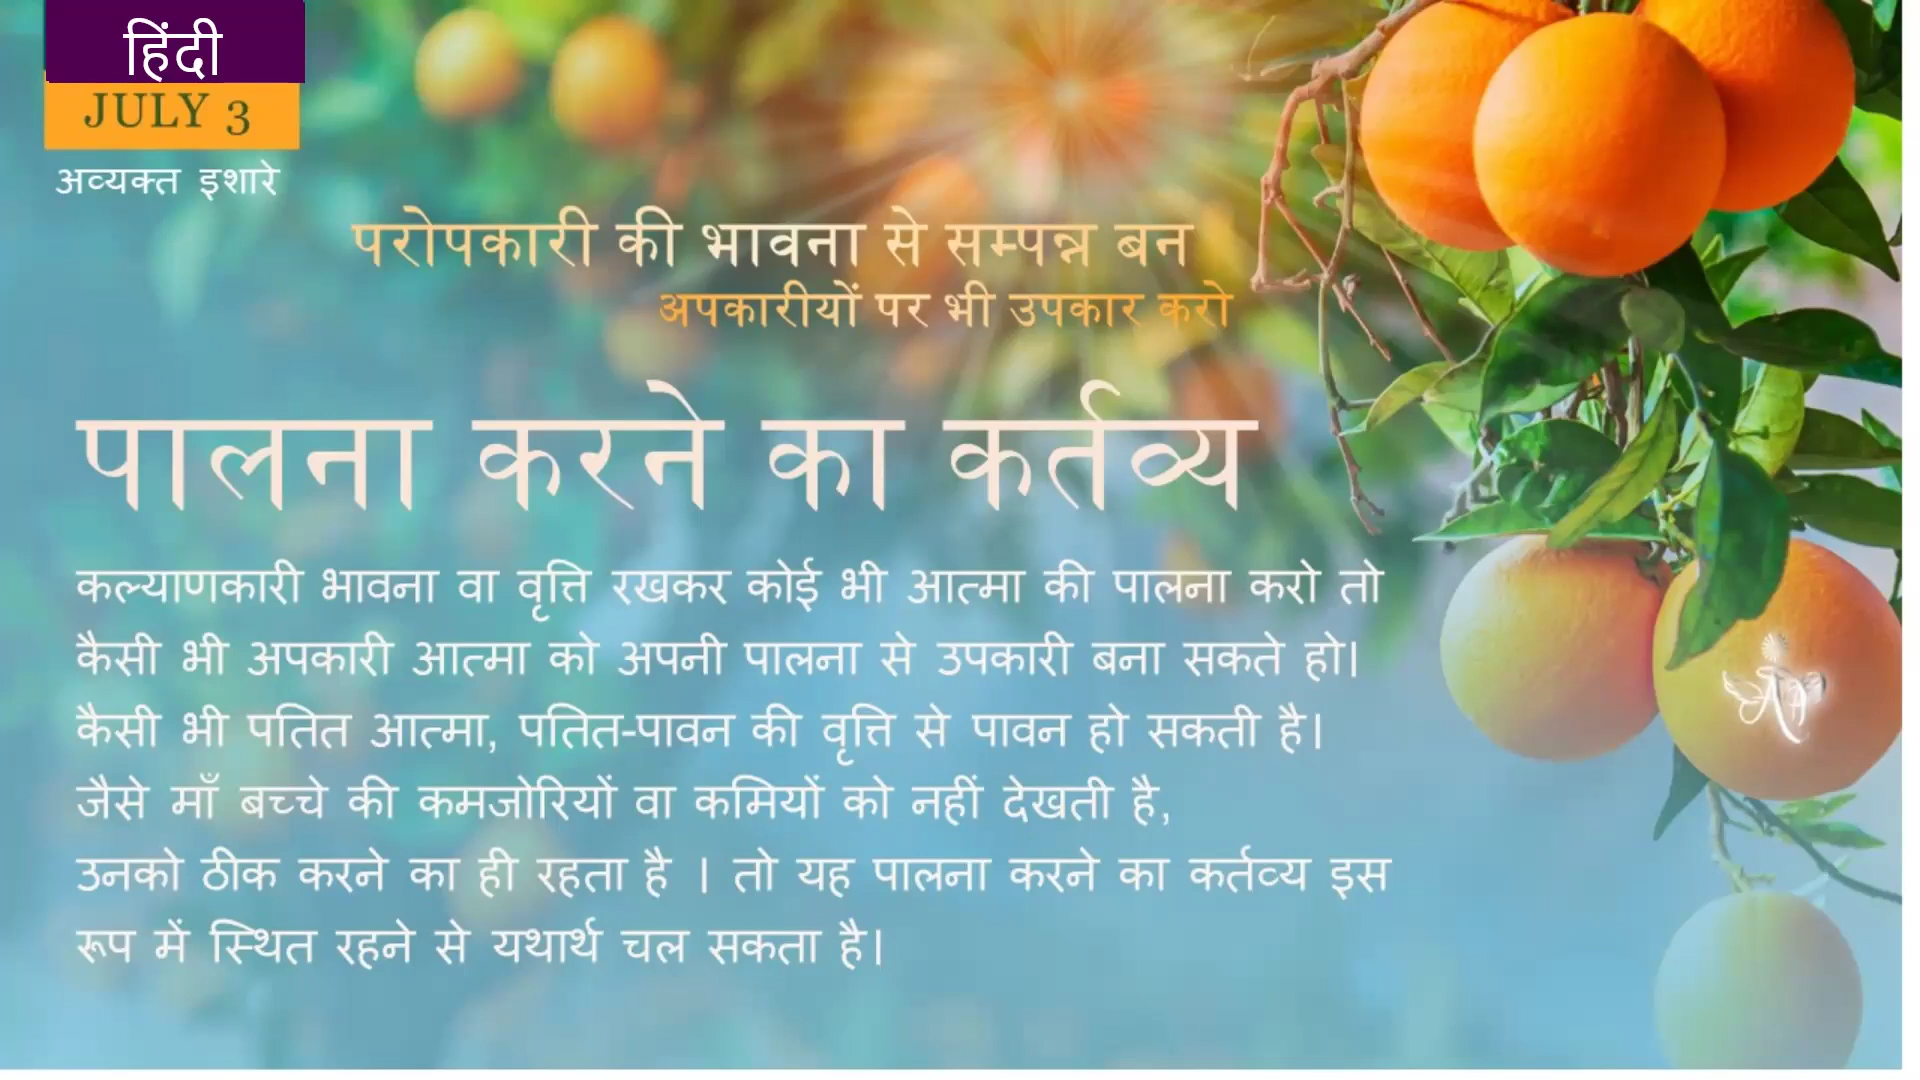 हिंदी
JULY 3
अव्यक्त इशारे
परोपकारी की भावना से सम्पन्न बन
अपकारीयों पर भी उपकार करो
पालना करने का कर्तव्य
कल्याणकारी भावना वा वृत्ति रखकर कोई भी आत्मा की पालना करो तो
कैसी भी अपकारी आत्मा को अपनी पालना से उपकारी बना सकते हो।
कैसी भी पतित आत्मा, पतित-पावन की वृत्ति से पावन हो सकती है।
जैसे माँ बच्चे की कमजोरियों वा कमियों को नहीं देखती है,
उनको ठीक करने का ही रहता है । तो यह पालना करने का कर्तव्य इस
रूप में स्थित रहने से यथार्थ चल सकता है।